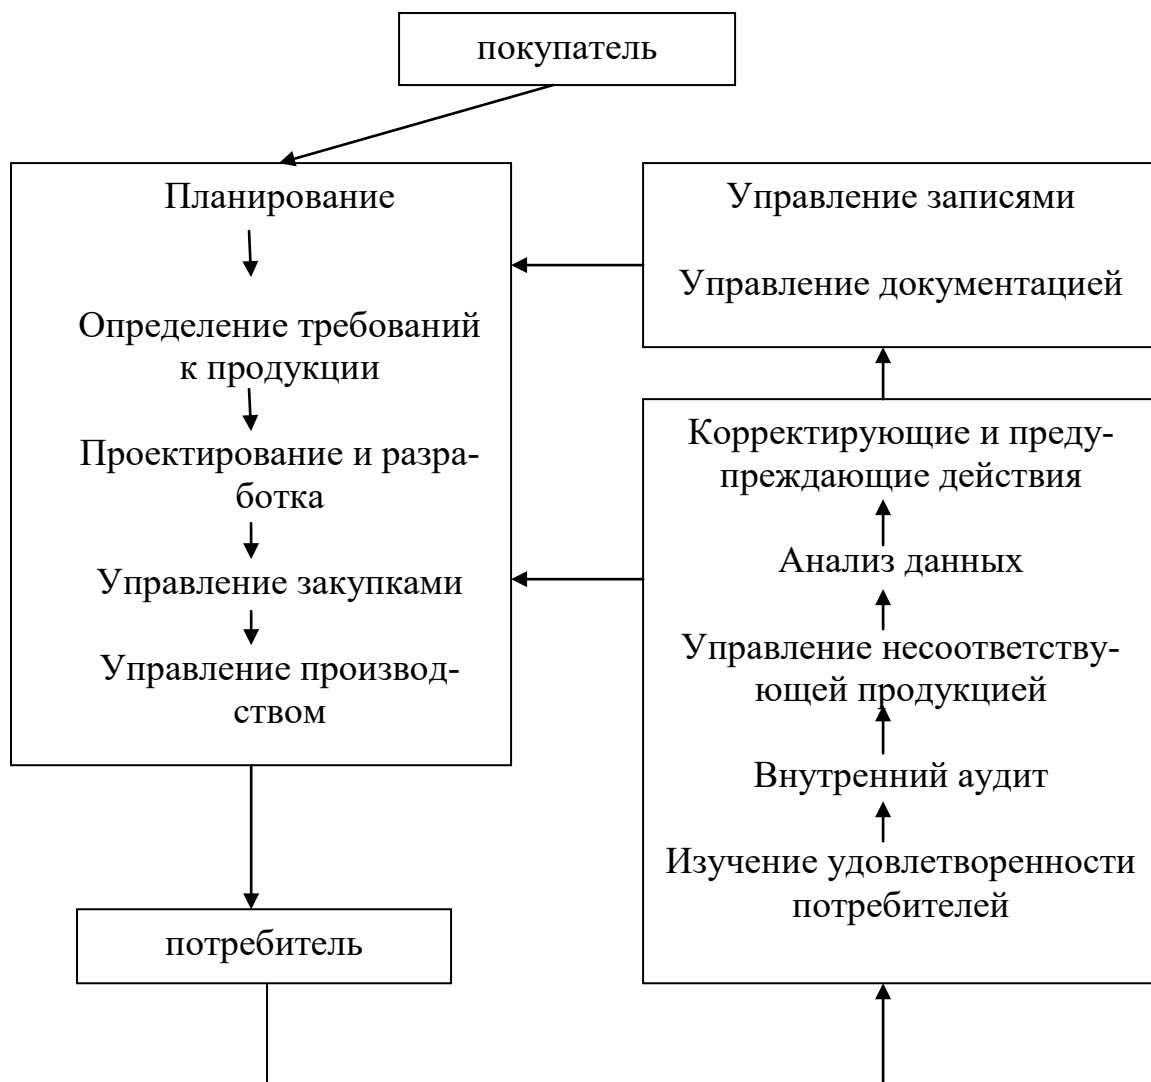 покупатель
Планирование
Определение требований
к продукции
Проектирование и разра-
ботка
Управление закупками
Управление производ-
ством
потребитель
Управление записями
Управление документацией
Корректирующие и преду-
преждающие действия
Анализ данных
Управление несоответству-
ющей продукцией
Внутренний аудит
Изучение удовлетворенности
потребителей